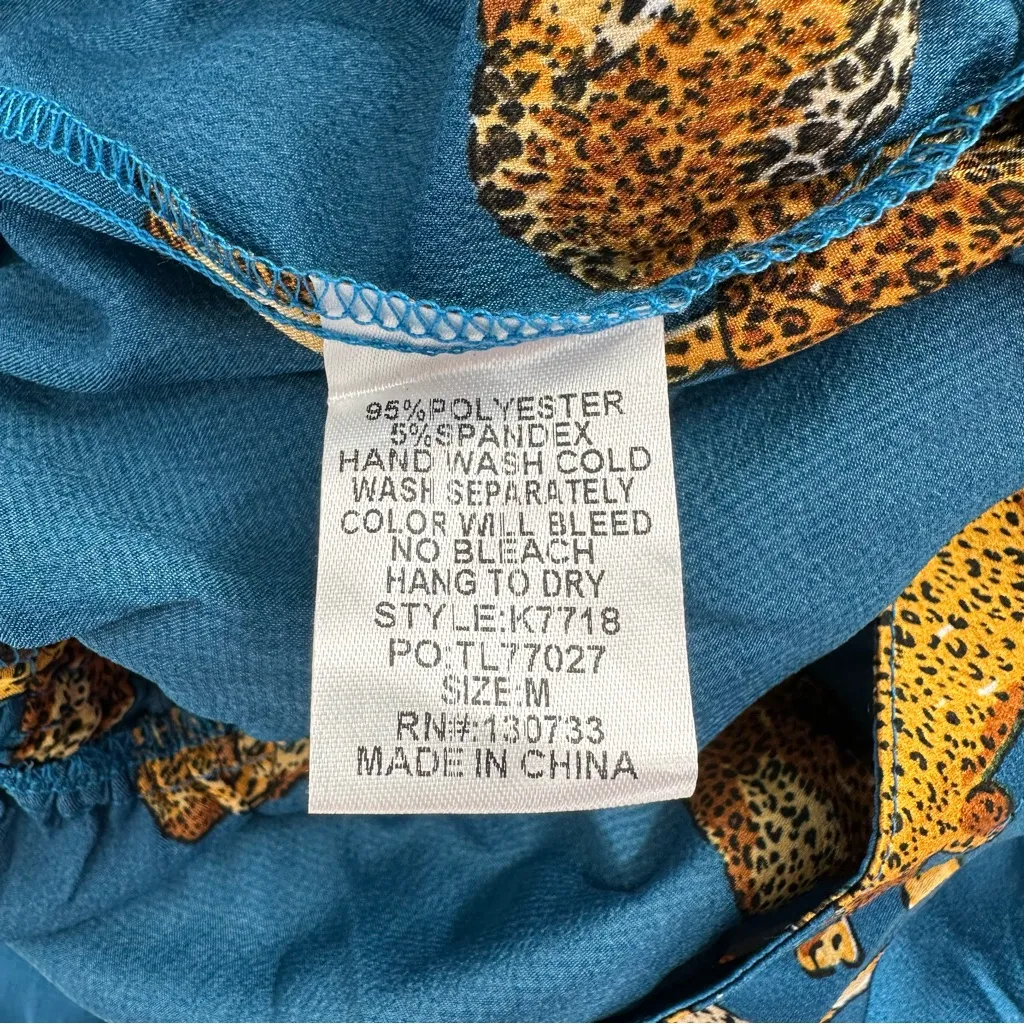 95%POLYESTER
5%SPANDEX
HAND WASH COLD
WASH SEPARATELY
COLOR WILL BLEED
NO BLEACH
HANG TO DRY
STYLE:K7718
PO:TL77027
SIZE:M
RN#:130733
MADE IN CHINA